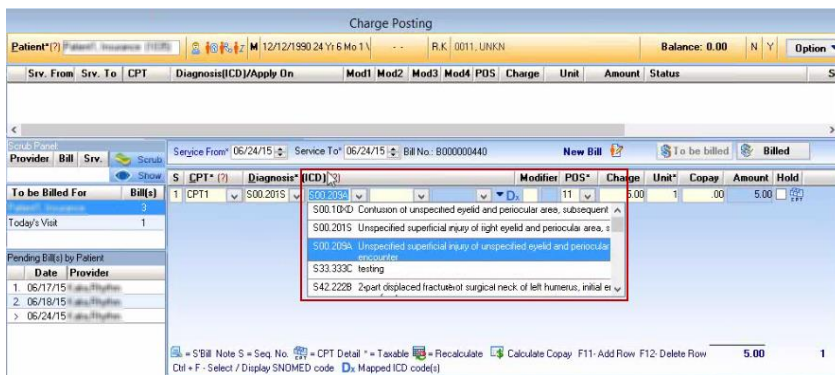 Charge Posting
Patient*(?) M 12/12/1990 24 Yr 6 Mo 1 \ - - R.K 0011, UNKN Balance: 0.00 N Y Option
Srv. From Srv. To CPT Diagnosis(ICD)/Apply On Mod1 Mod2 Mod3 Mod4 POS Charge Unit Amount Status S
Scrub Panel
Provider Bill Srv. Scrub
Show
Service From* 06/24/15 Service To* 06/24/15 Bill No.: B000000440 New Bill To be billed Billed
S CPT* (?) Diagnosis* (ICD)(?) Modifier POS* Charge Unit* Copay Amount Hold
To be Billed For Bill(s)
3
Today's Visit 1
1 CPT1 S00.201S S00.209A Dx 11 5.00 1 .00 5.00
S00.10XD Contusion of unspecified eyelid and periocular area, subsequent
S00.201S Unspecified superficial injury of right eyelid and periocular area, s
S00.209A Unspecified superficial injury of unspecified eyelid and periocular
encounter
S33.333C testing
S42.222B 2-part displaced fracture of surgical neck of left humerus, initial er
Pending Bill(s) by Patient
Date Provider
1. 06/17/15
2. 06/18/15
> 06/24/15
= S'Bill Note S = Seq. No. = CPT Detail * = Taxable = Recalculate Calculate Copay F11- Add Row F12- Delete Row 5.00 1
Ctrl + F - Select / Display SNOMED code Dx Mapped ICD code(s)